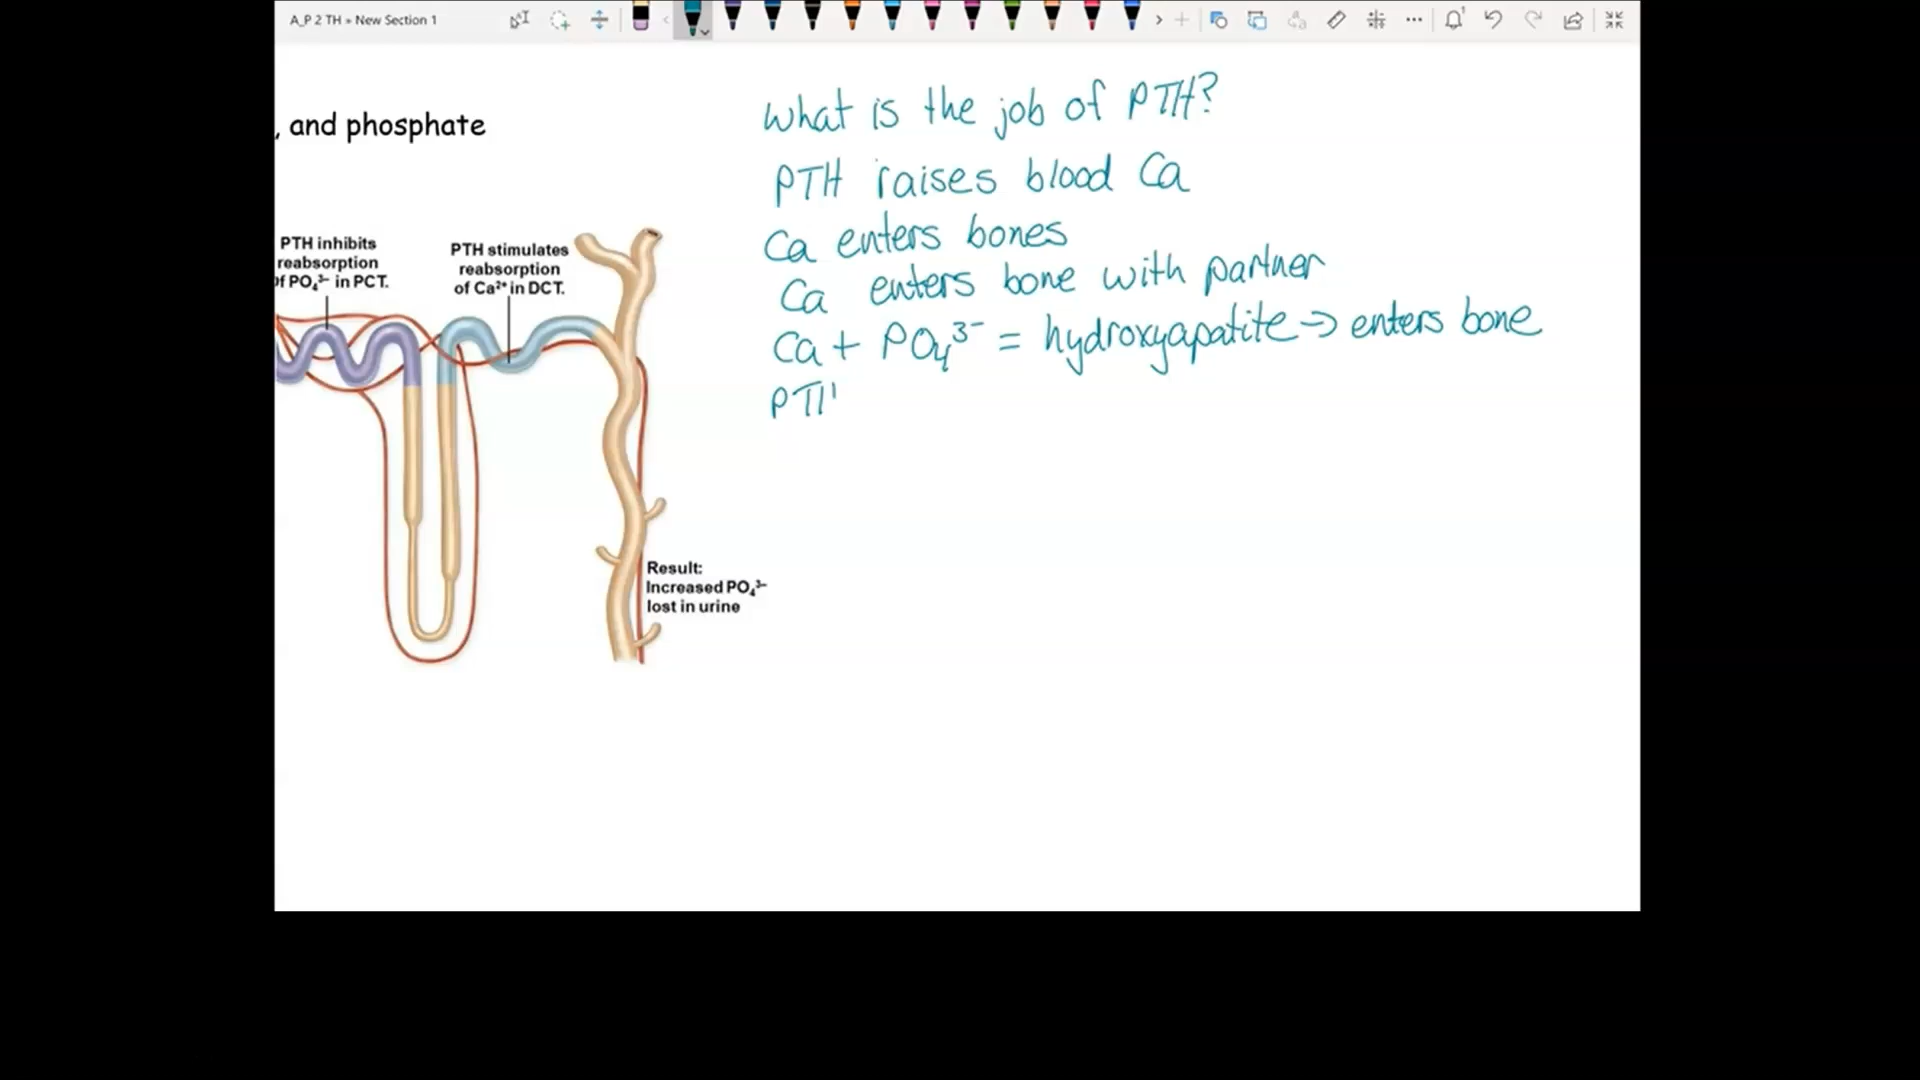 A_P 2 TH » New Section 1
, and phosphate
What is the job of PTH?
PTH raises blood Ca
Ca enters bones
Ca enters bone with partner
Ca + PO₄³⁻ = hydroxyapatite → enters bone
PTH
PTH inhibits
reabsorption
of PO₄³⁻ in PCT.
PTH stimulates
reabsorption
of Ca²⁺ in DCT.
Result:
Increased PO₄³⁻
lost in urine